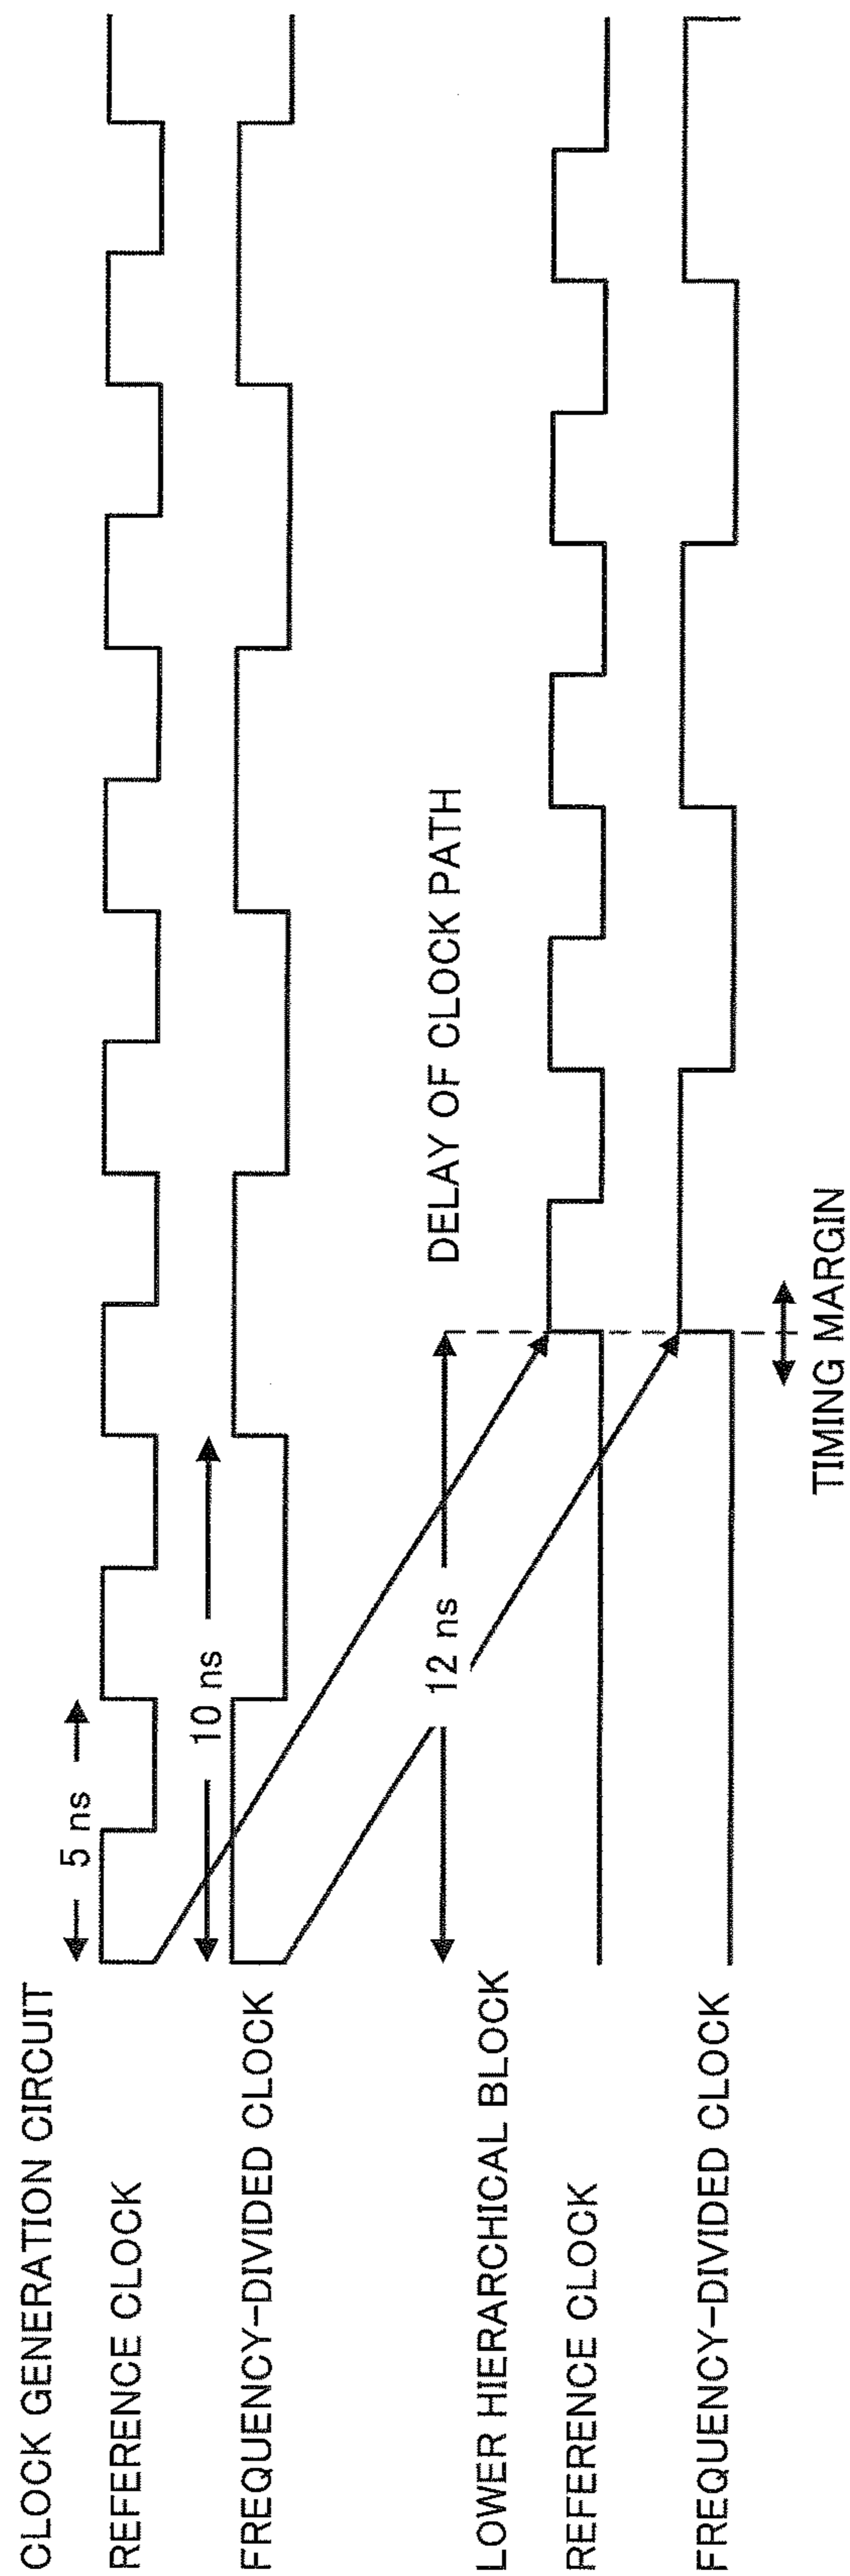 CLOCK GENERATION CIRCUIT
5 ns
REFERENCE CLOCK
10 ns
FREQUENCY-DIVIDED CLOCK
12 ns
DELAY OF CLOCK PATH
LOWER HIERARCHICAL BLOCK
REFERENCE CLOCK
FREQUENCY-DIVIDED CLOCK
TIMING MARGIN